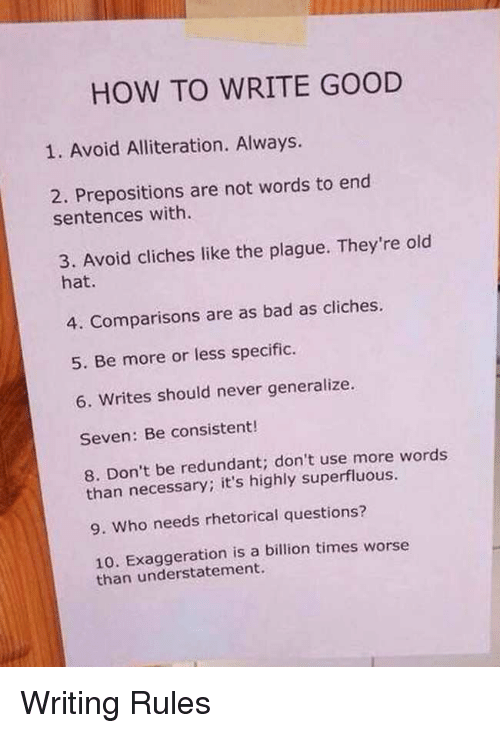 HOW TO WRITE GOOD
1. Avoid Alliteration. Always.
2. Prepositions are not words to end
sentences with.
3. Avoid cliches like the plague. They're old
hat.
4. Comparisons are as bad as cliches.
5. Be more or less specific.
6. Writes should never generalize.
Seven: Be consistent!
8. Don't be redundant; don't use more words
than necessary; it's highly superfluous.
9. Who needs rhetorical questions?
10. Exaggeration is a billion times worse
than understatement.
Writing Rules